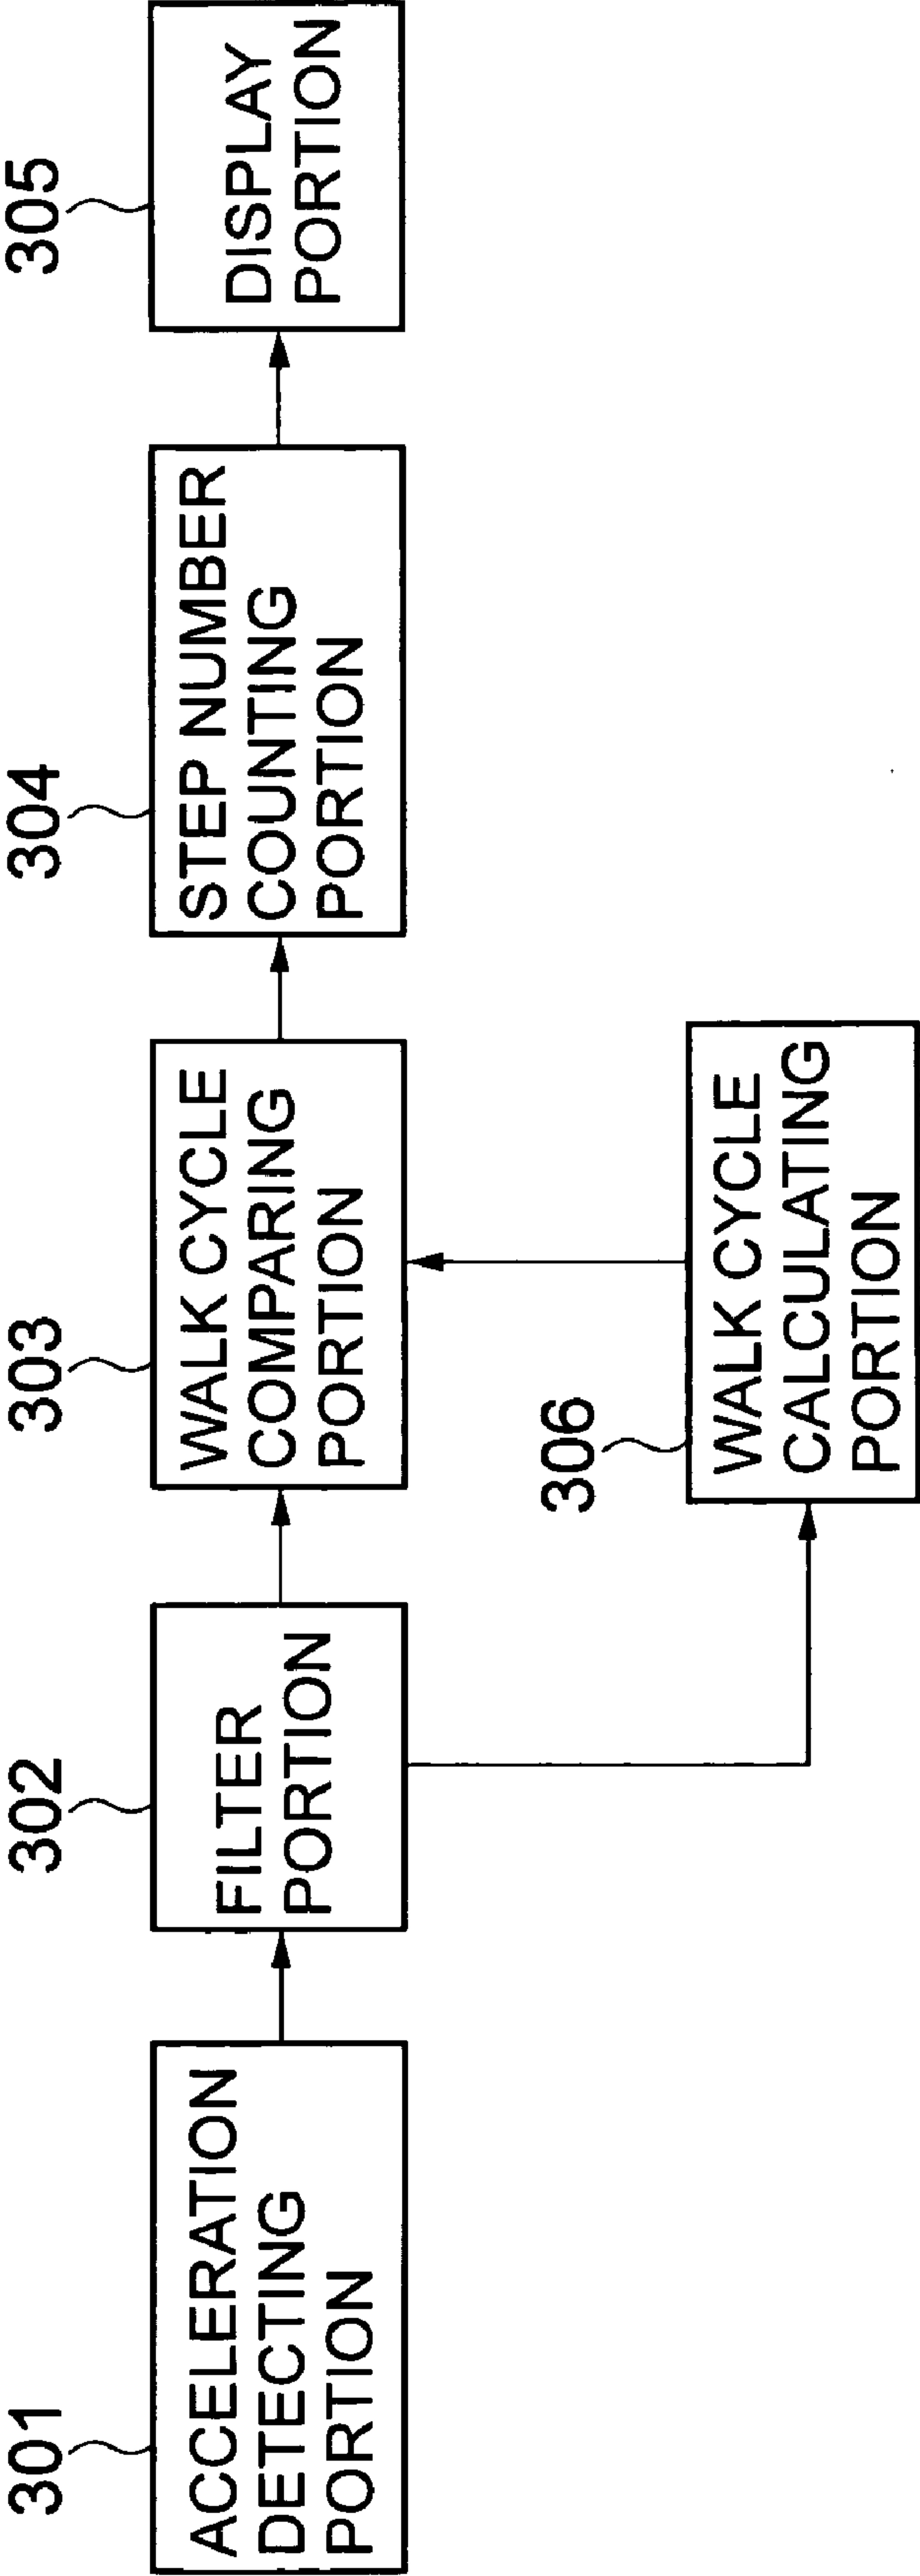 301
ACCELERATION
DETECTING
PORTION
302
FILTER
PORTION
303
WALK CYCLE
COMPARING
PORTION
304
STEP NUMBER
COUNTING
PORTION
305
DISPLAY
PORTION
306
WALK CYCLE
CALCULATING
PORTION